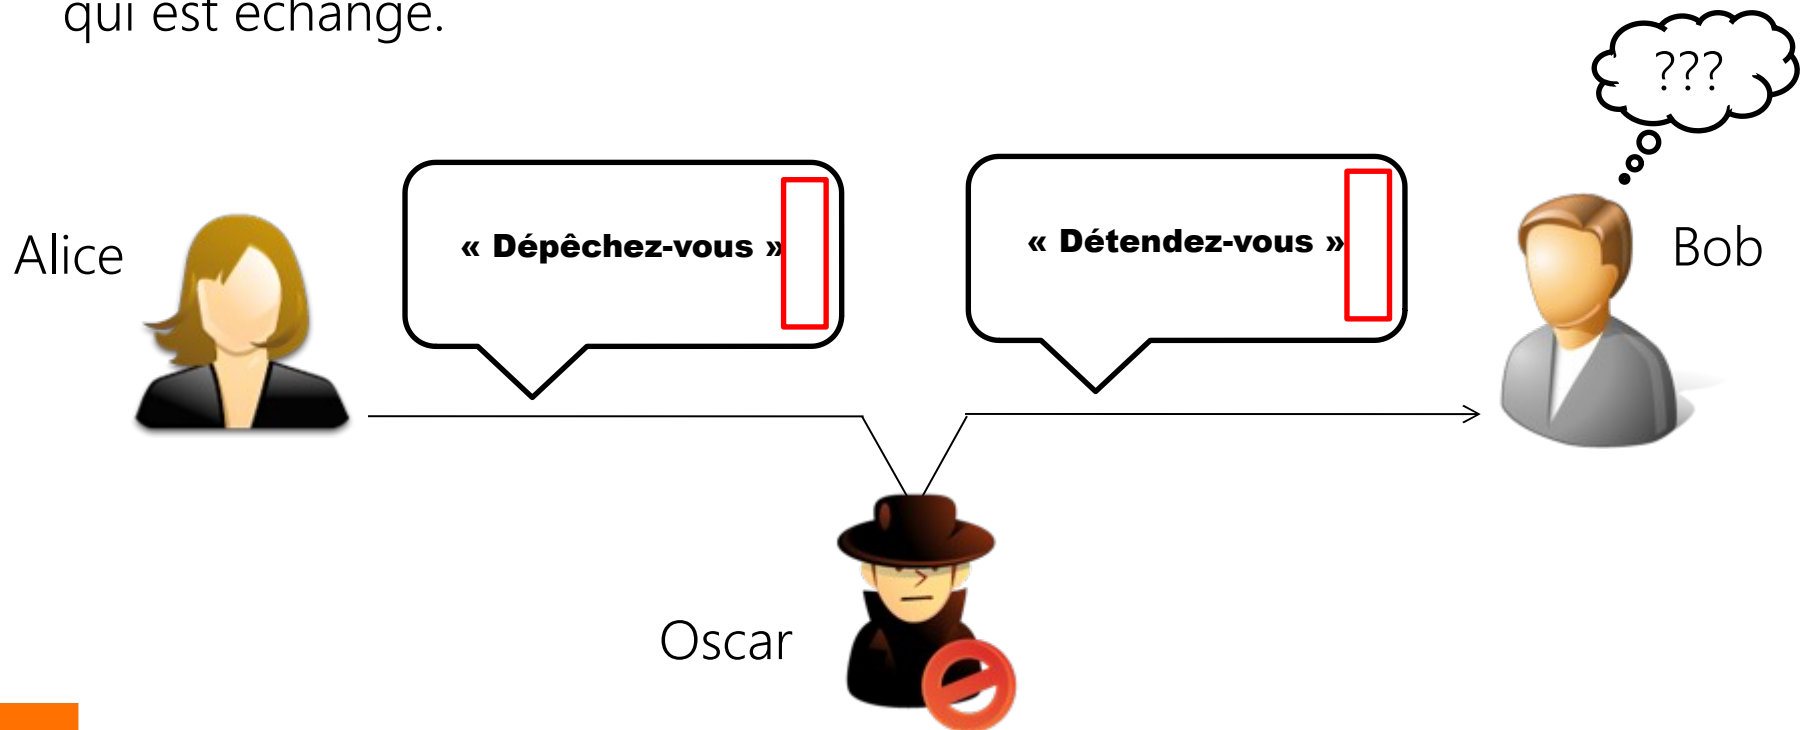 qui est échangé.
???
Alice
« Dépêchez-vous »
« Détendez-vous »
Bob
Oscar